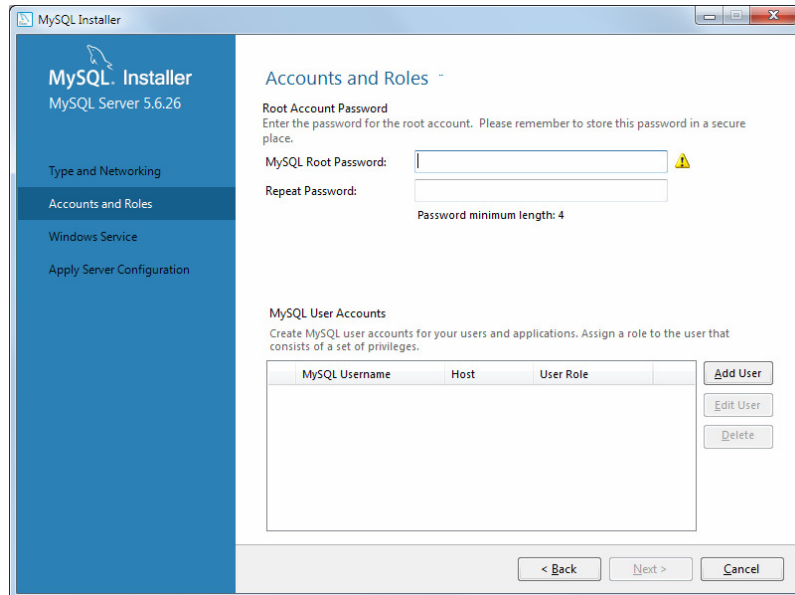 MySQL Installer
MySQL. Installer
MySQL Server 5.6.26
Type and Networking
Accounts and Roles
Windows Service
Apply Server Configuration
Accounts and Roles
Root Account Password
Enter the password for the root account. Please remember to store this password in a secure
place.
MySQL Root Password:
Repeat Password:
Password minimum length: 4
MySQL User Accounts
Create MySQL user accounts for your users and applications. Assign a role to the user that
consists of a set of privileges.
MySQL Username Host User Role
Add User
Edit User
Delete
< Back Next > Cancel